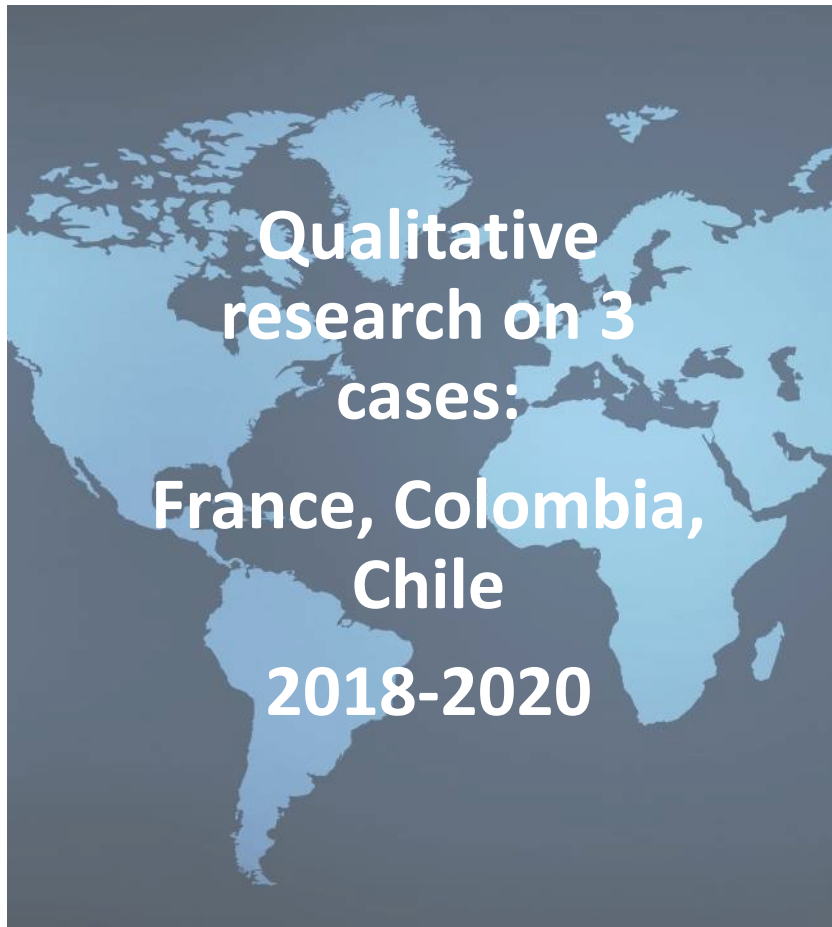 Qualitative
research on 3
cases:
France, Colombia,
Chile
2018-2020